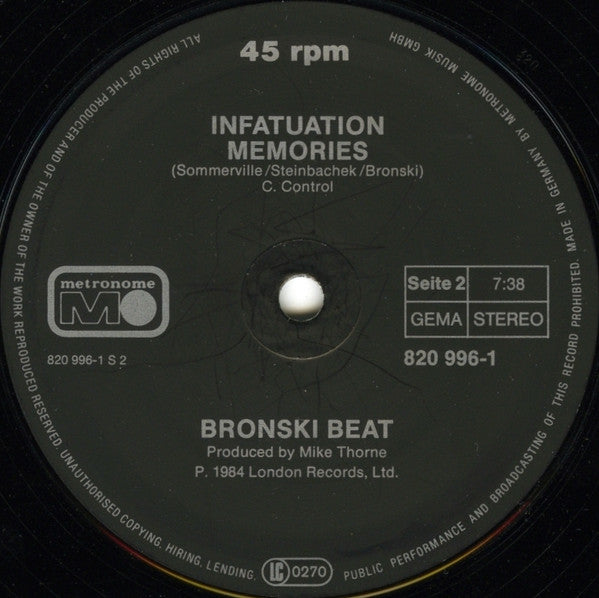 45 rpm
INFATUATION
MEMORIES
(Sommerville/Steinbachek/Bronski)
C. Control
metronome
M
820 996-1 S 2
Seite 2 7:38
GEMA STEREO
820 996-1
BRONSKI BEAT
Produced by Mike Thorne
P. 1984 London Records, Ltd.
LC 0270
ALL RIGHTS OF THE PRODUCER AND OF THE OWNER OF THE WORK REPRODUCED RESERVED. UNAUTHORISED COPYING, HIRING, LENDING, PUBLIC PERFORMANCE AND BROADCASTING OF THIS RECORD PROHIBITED. MADE IN GERMANY BY METRONOME MUSIK GMBH